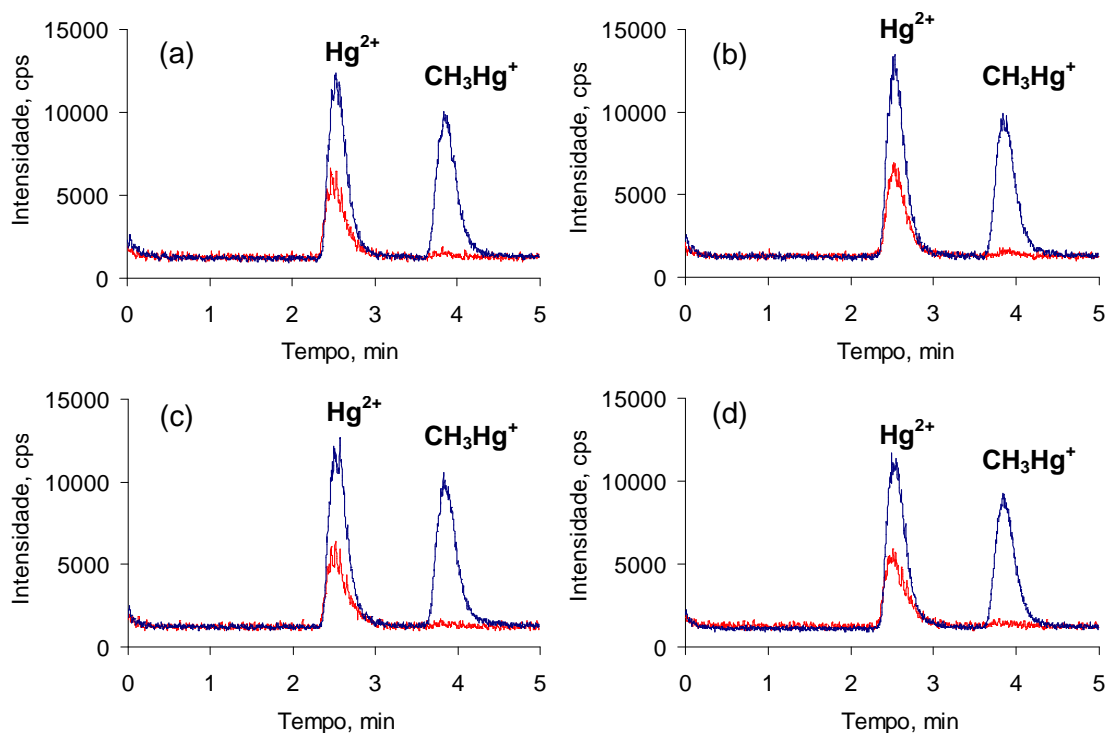 (a)
Intensidade, cps
15000
10000
5000
0
Hg²⁺
CH₃Hg⁺
0 1 2 3 4 5
Tempo, min
(b)
Intensidade, cps
15000
10000
5000
0
Hg²⁺
CH₃Hg⁺
0 1 2 3 4 5
Tempo, min
(c)
Intensidade, cps
15000
10000
5000
0
Hg²⁺
CH₃Hg⁺
0 1 2 3 4 5
Tempo, min
(d)
Intensidade, cps
15000
10000
5000
0
Hg²⁺
CH₃Hg⁺
0 1 2 3 4 5
Tempo, min